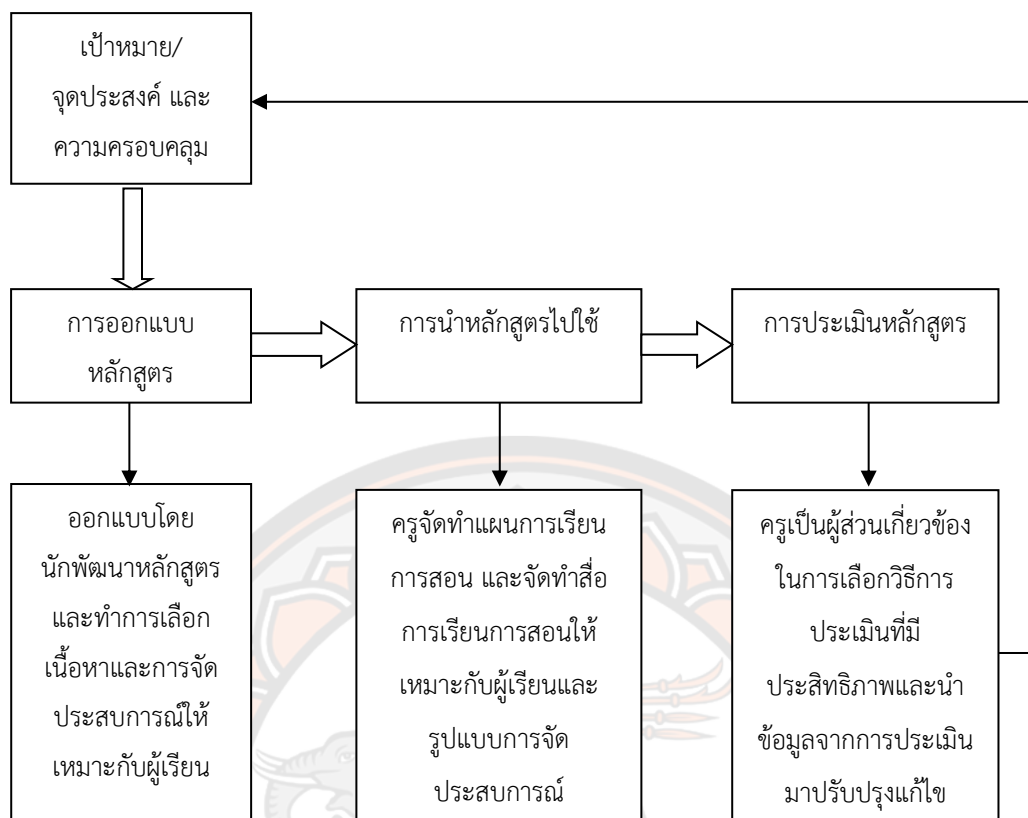 เป้าหมาย/
จุดประสงค์ และ
ความครอบคลุม
การออกแบบ
หลักสูตร
การนำหลักสูตรไปใช้
การประเมินหลักสูตร
ออกแบบโดย
นักพัฒนาหลักสูตร
และทำการเลือก
เนื้อหาและการจัด
ประสบการณ์ให้
เหมาะกับผู้เรียน
ครูจัดทำแผนการเรียน
การสอน และจัดทำสื่อ
การเรียนการสอนให้
เหมาะกับผู้เรียนและ
รูปแบบการจัด
ประสบการณ์
ครูเป็นผู้ส่วนเกี่ยวข้อง
ในการเลือกวิธีการ
ประเมินที่มี
ประสิทธิภาพและนำ
ข้อมูลจากการประเมิน
มาปรับปรุงแก้ไข